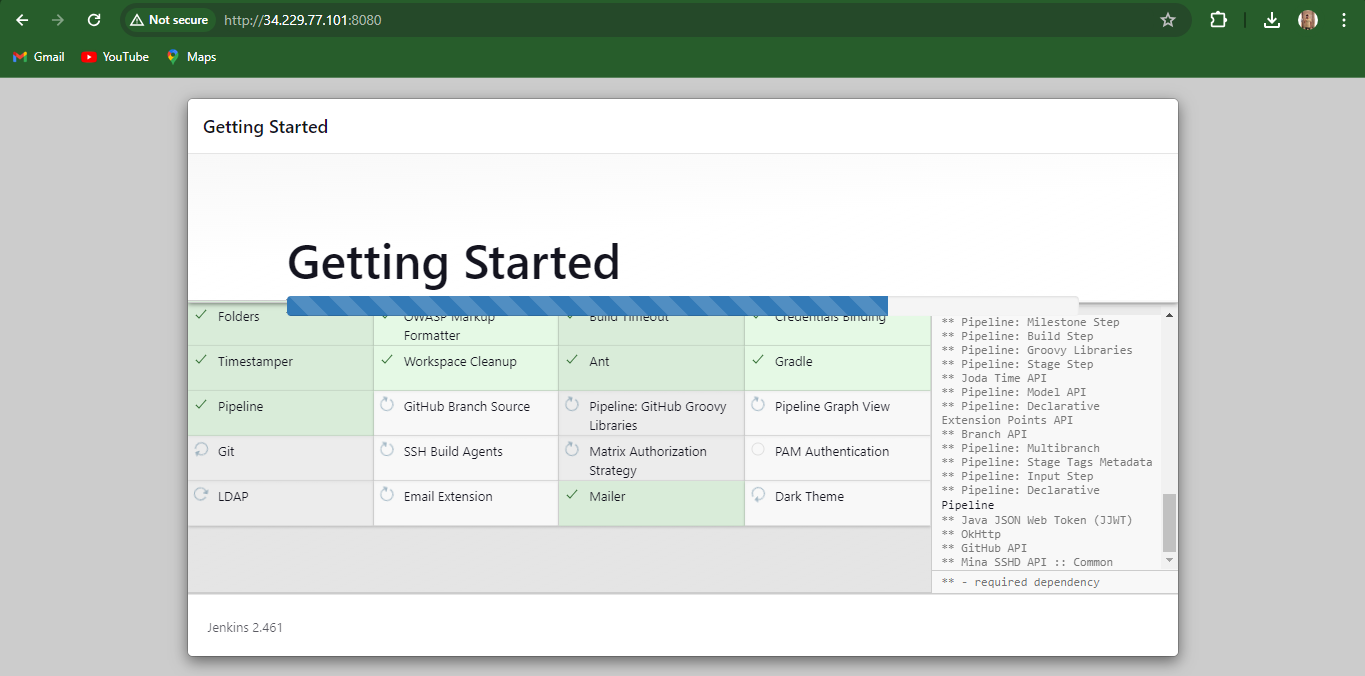 Not secure http://34.229.77.101:8080
Gmail YouTube Maps
Getting Started
Getting Started
Folders
OWASP Markup
Formatter
Build Timeout
Credentials Binding
Timestamper
Workspace Cleanup
Ant
Gradle
Pipeline
GitHub Branch Source
Pipeline: GitHub Groovy
Libraries
Pipeline Graph View
Git
SSH Build Agents
Matrix Authorization
Strategy
PAM Authentication
LDAP
Email Extension
Mailer
Dark Theme
** Pipeline: Milestone Step
** Pipeline: Build Step
** Pipeline: Groovy Libraries
** Pipeline: Stage Step
** Joda Time API
** Pipeline: Model API
** Pipeline: Declarative
Extension Points API
** Branch API
** Pipeline: Multibranch
** Pipeline: Stage Tags Metadata
** Pipeline: Input Step
** Pipeline: Declarative
Pipeline
** Java JSON Web Token (JJWT)
** OkHttp
** GitHub API
** Mina SSHD API :: Common
** - required dependency
Jenkins 2.461